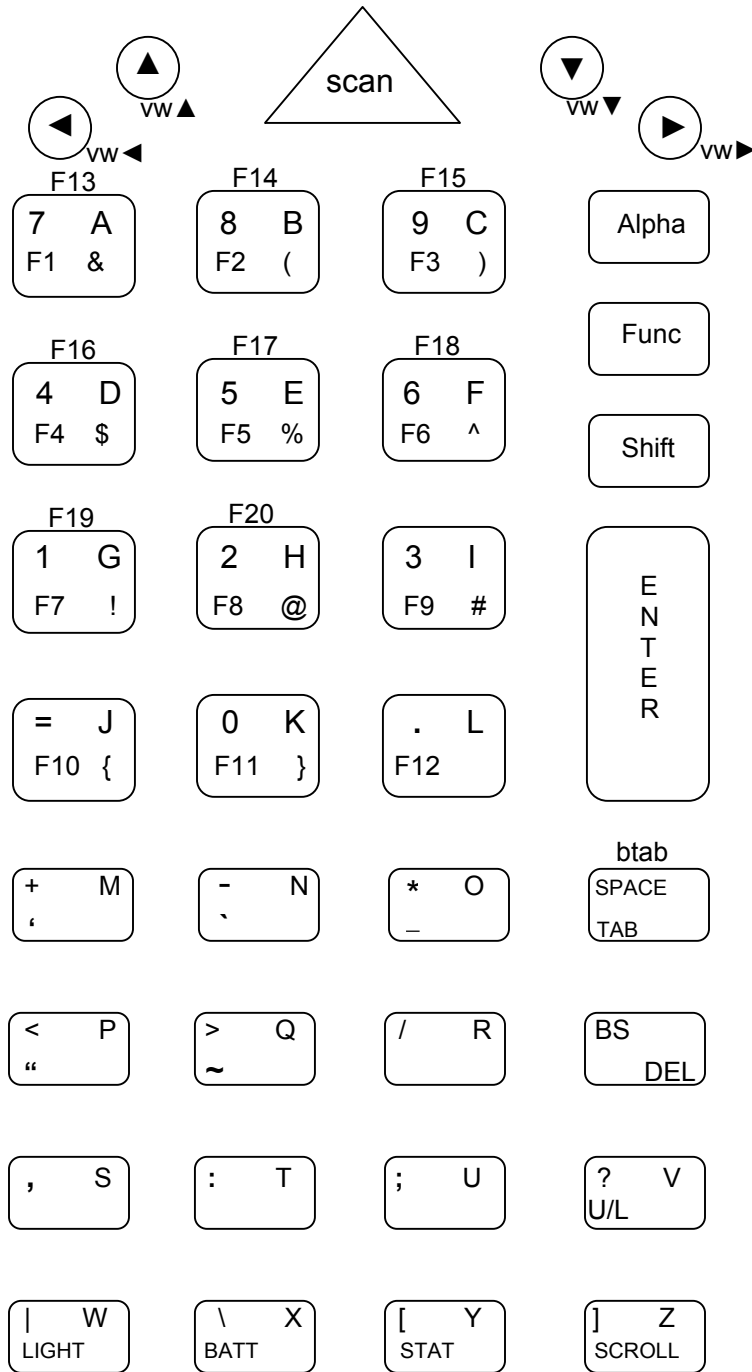 ▲ scan ▼
vw▲ vw▼
◄ ►
vw◄ vw►
F13 F14 F15
7 A 8 B 9 C Alpha
F1 & F2 ( F3 )
Func
F16 F17 F18
4 D 5 E 6 F
F4 $ F5 % F6 ^ Shift
F19 F20
1 G 2 H 3 I
F7 ! F8 @ F9 #
E
N
T
E
R
= J 0 K . L
F10 { F11 } F12
btab
+ M - N * O SPACE
‘ ` _ TAB
< P > Q / R BS
“ ~ DEL
, S : T ; U ? V
U/L
| W \ X [ Y ] Z
LIGHT BATT STAT SCROLL